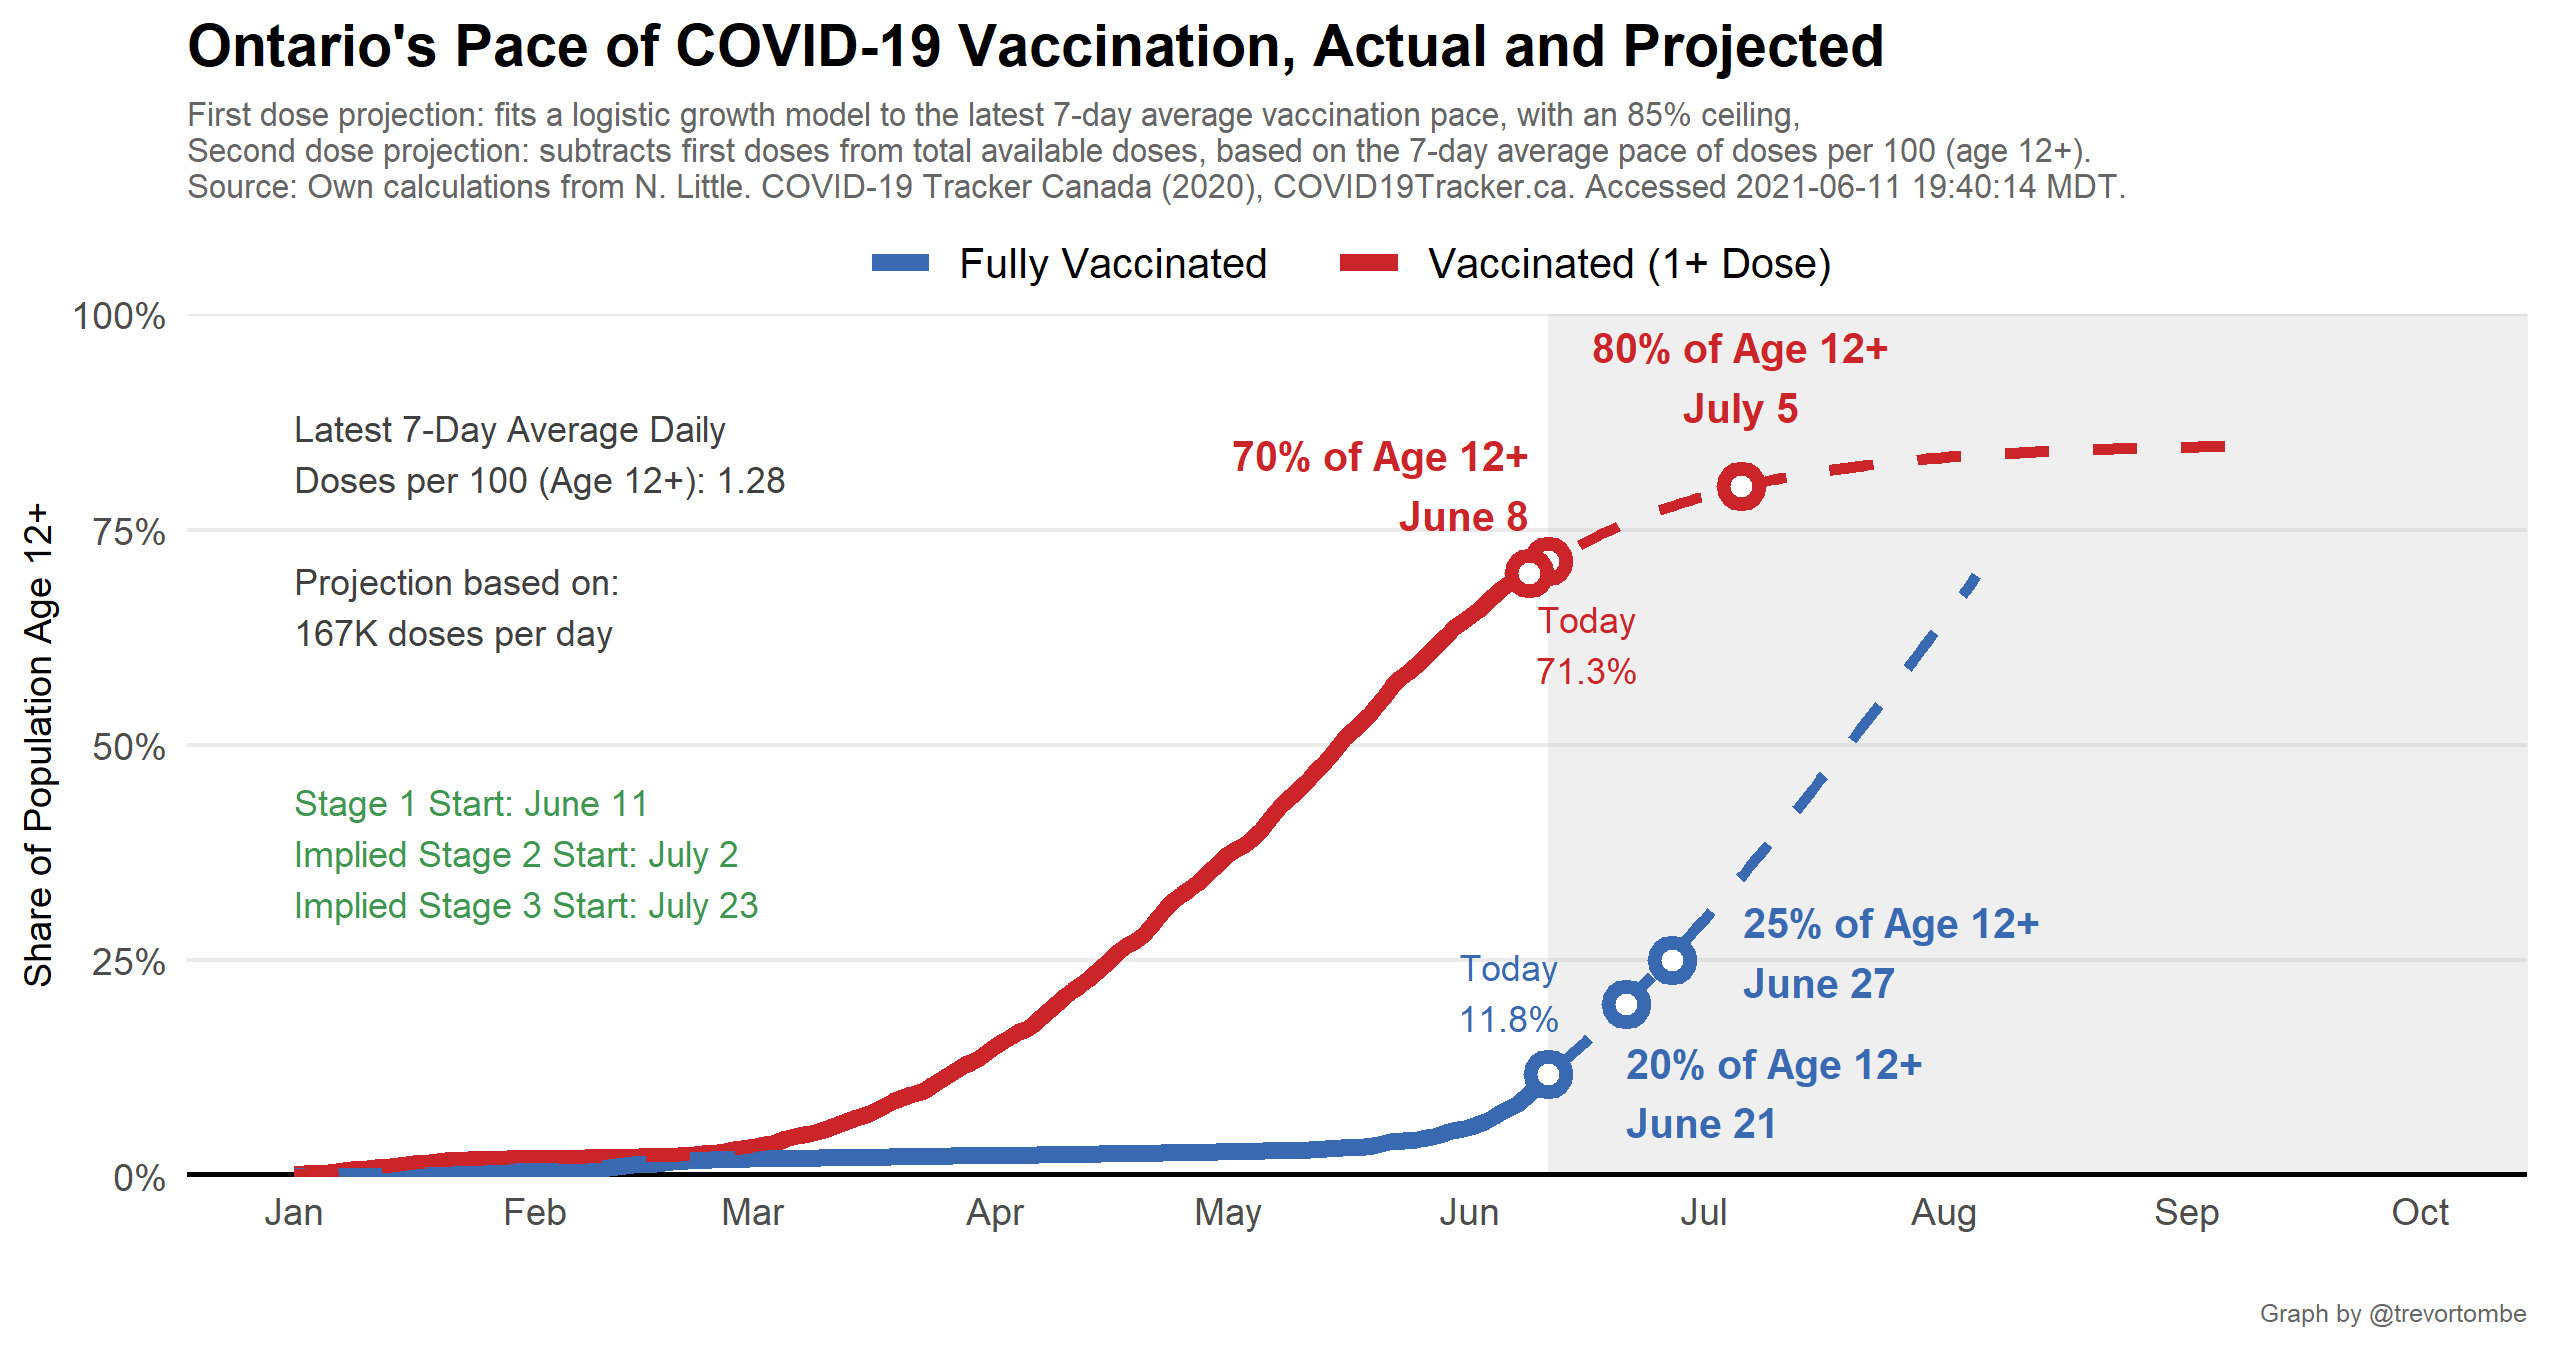 Ontario's Pace of COVID-19 Vaccination, Actual and Projected
First dose projection: fits a logistic growth model to the latest 7-day average vaccination pace, with an 85% ceiling,
Second dose projection: subtracts first doses from total available doses, based on the 7-day average pace of doses per 100 (age 12+).
Source: Own calculations from N. Little. COVID-19 Tracker Canada (2020), COVID19Tracker.ca. Accessed 2021-06-11 19:40:14 MDT.
Fully Vaccinated
Vaccinated (1+ Dose)
Share of Population Age 12+
100%
75%
50%
25%
0%
Latest 7-Day Average Daily
Doses per 100 (Age 12+): 1.28
Projection based on:
167K doses per day
Stage 1 Start: June 11
Implied Stage 2 Start: July 2
Implied Stage 3 Start: July 23
70% of Age 12+
June 8
80% of Age 12+
July 5
Today
71.3%
Today
11.8%
25% of Age 12+
June 27
20% of Age 12+
June 21
Jan
Feb
Mar
Apr
May
Jun
Jul
Aug
Sep
Oct
Graph by @trevortombe